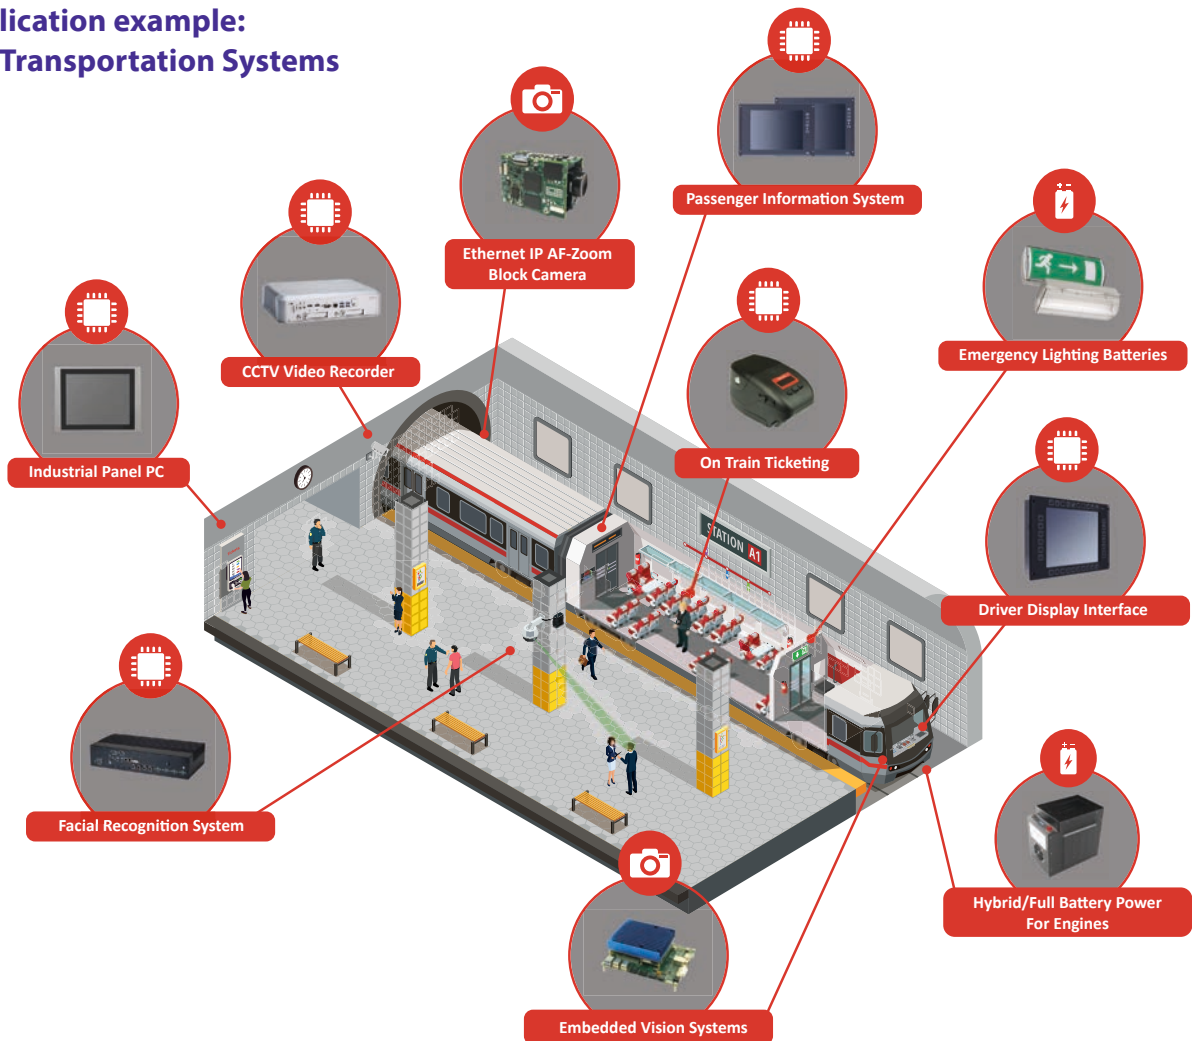 lication example:
Transportation Systems
Passenger Information System
Ethernet IP AF-Zoom
Block Camera
Emergency Lighting Batteries
CCTV Video Recorder
On Train Ticketing
Industrial Panel PC
STATION A1
Driver Display Interface
Facial Recognition System
Hybrid/Full Battery Power
For Engines
Embedded Vision Systems